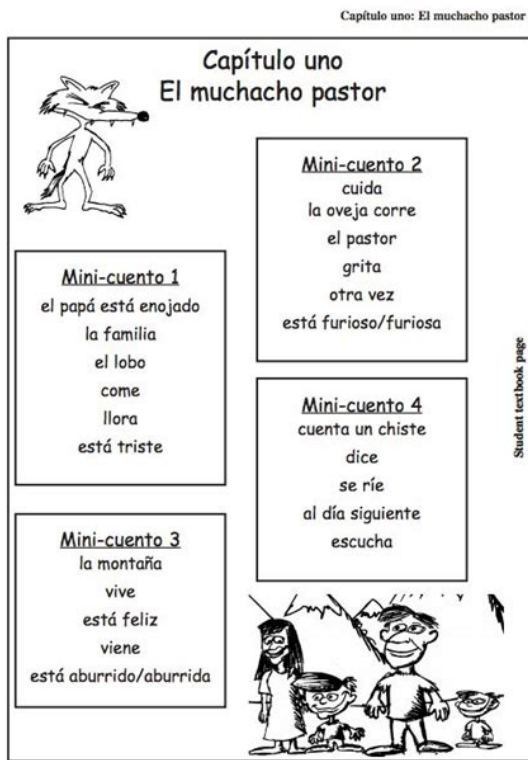 Capítulo uno: El muchacho pastor
Capítulo uno
El muchacho pastor
Mini-cuento 1
el papá está enojado
la familia
el lobo
come
llora
está triste
Mini-cuento 2
cuida
la oveja corre
el pastor
grita
otra vez
está furioso/furiosa
Mini-cuento 3
la montaña
vive
está feliz
viene
está aburrido/aburrida
Mini-cuento 4
cuenta un chiste
dice
se ríe
al día siguiente
escucha
Student textbook page